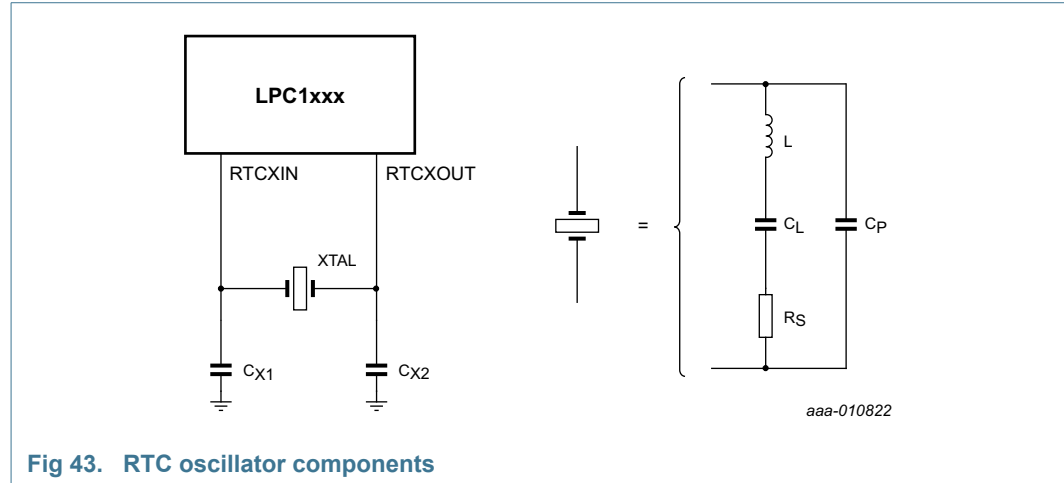 LPC1xxx
RTCXIN
RTCXOUT
XTAL
CX1
CX2
=
L
CL
CP
RS
aaa-010822
Fig 43. RTC oscillator components